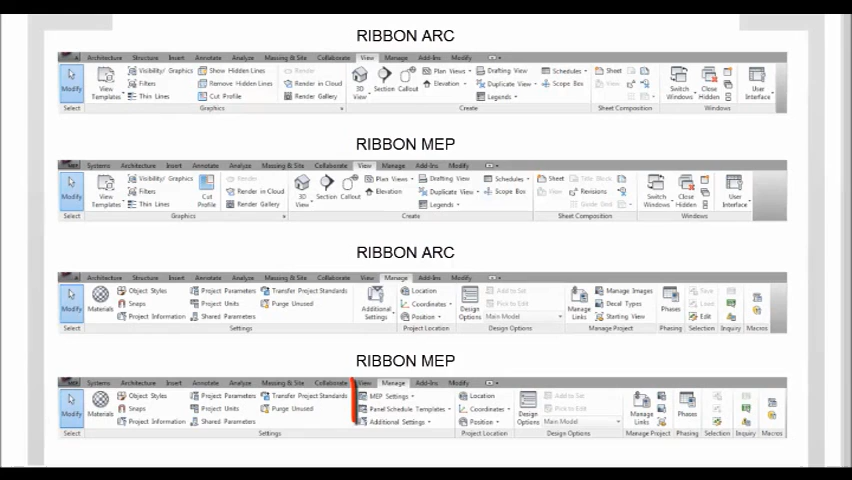 RIBBON ARC
Architecture Structure Insert Annotate Analyze Massing & Site Collaborate View Manage Add-Ins Modify
Modify View Templates Visibility/ Graphics Filters Thin Lines Show Hidden Lines Remove Hidden Lines Cut Profile Render Render in Cloud Render Gallery 3D View Section Callout Plan Views Elevation Drafting View Duplicate View Legends Schedules Scope Box Sheet Switch Windows Close Hidden User Interface
Select Graphics Create Sheet Composition Windows
RIBBON MEP
Systems Architecture Structure Insert Annotate Analyze Massing & Site Collaborate View Manage Add-Ins Modify
Modify View Templates Visibility/ Graphics Filters Thin Lines Cut Profile Render Render in Cloud Render Gallery 3D View Section Callout Plan Views Elevation Drafting View Duplicate View Legends Schedules Scope Box Sheet View Title Block Revisions Guide Grid Switch Windows Close Hidden User Interface
Select Graphics Create Sheet Composition Windows
RIBBON ARC
Architecture Structure Insert Annotate Analyze Massing & Site Collaborate View Manage Add-Ins Modify
Modify Materials Object Styles Snaps Project Information Project Parameters Project Units Shared Parameters Transfer Project Standards Purge Unused Additional Settings Location Coordinates Position Design Options Add to Set Pick to Edit Main Model Manage Links Manage Images Decal Types Starting View Phases Save Load Edit
Select Settings Project Location Design Options Manage Project Phasing Selection Inquiry Macros
RIBBON MEP
Systems Architecture Structure Insert Annotate Analyze Massing & Site Collaborate View Manage Add-Ins Modify
Modify Materials Object Styles Snaps Project Information Project Parameters Project Units Shared Parameters Transfer Project Standards Purge Unused MEP Settings Panel Schedule Templates Additional Settings Location Coordinates Position Design Options Add to Set Pick to Edit Main Model Manage Links Phases
Select Settings Project Location Design Options Manage Project Phasing Selection Inquiry Macros